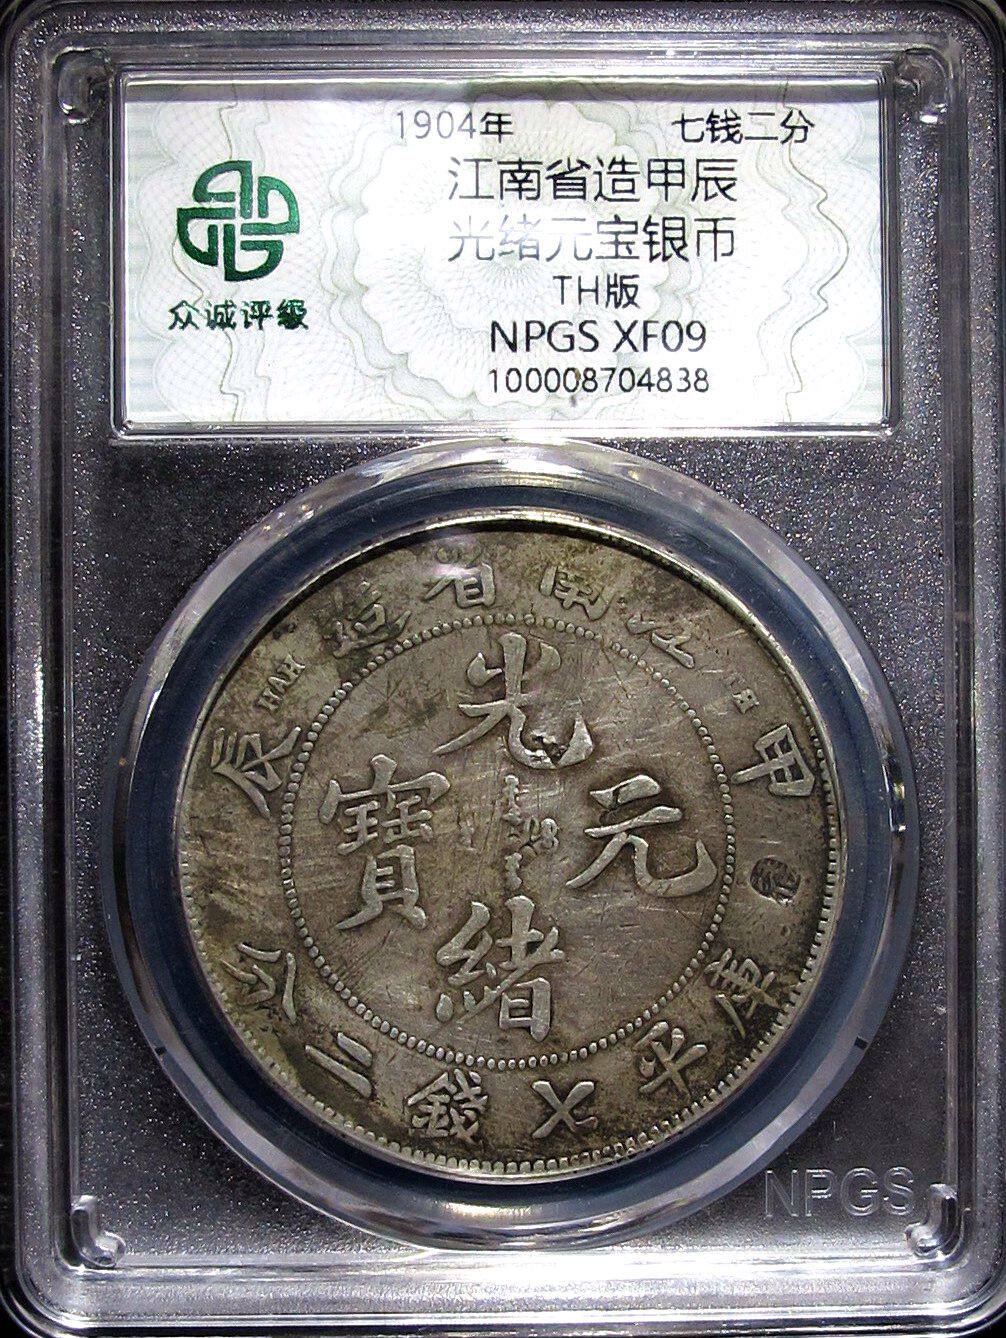 1904年 七钱二分
江南省造甲辰
光绪元宝银币
TH版
NPGS XF09
100008704838
众诚评级
江南省造
HAH
TH
甲辰
光緒元寶
庫平七錢二分
NPGS